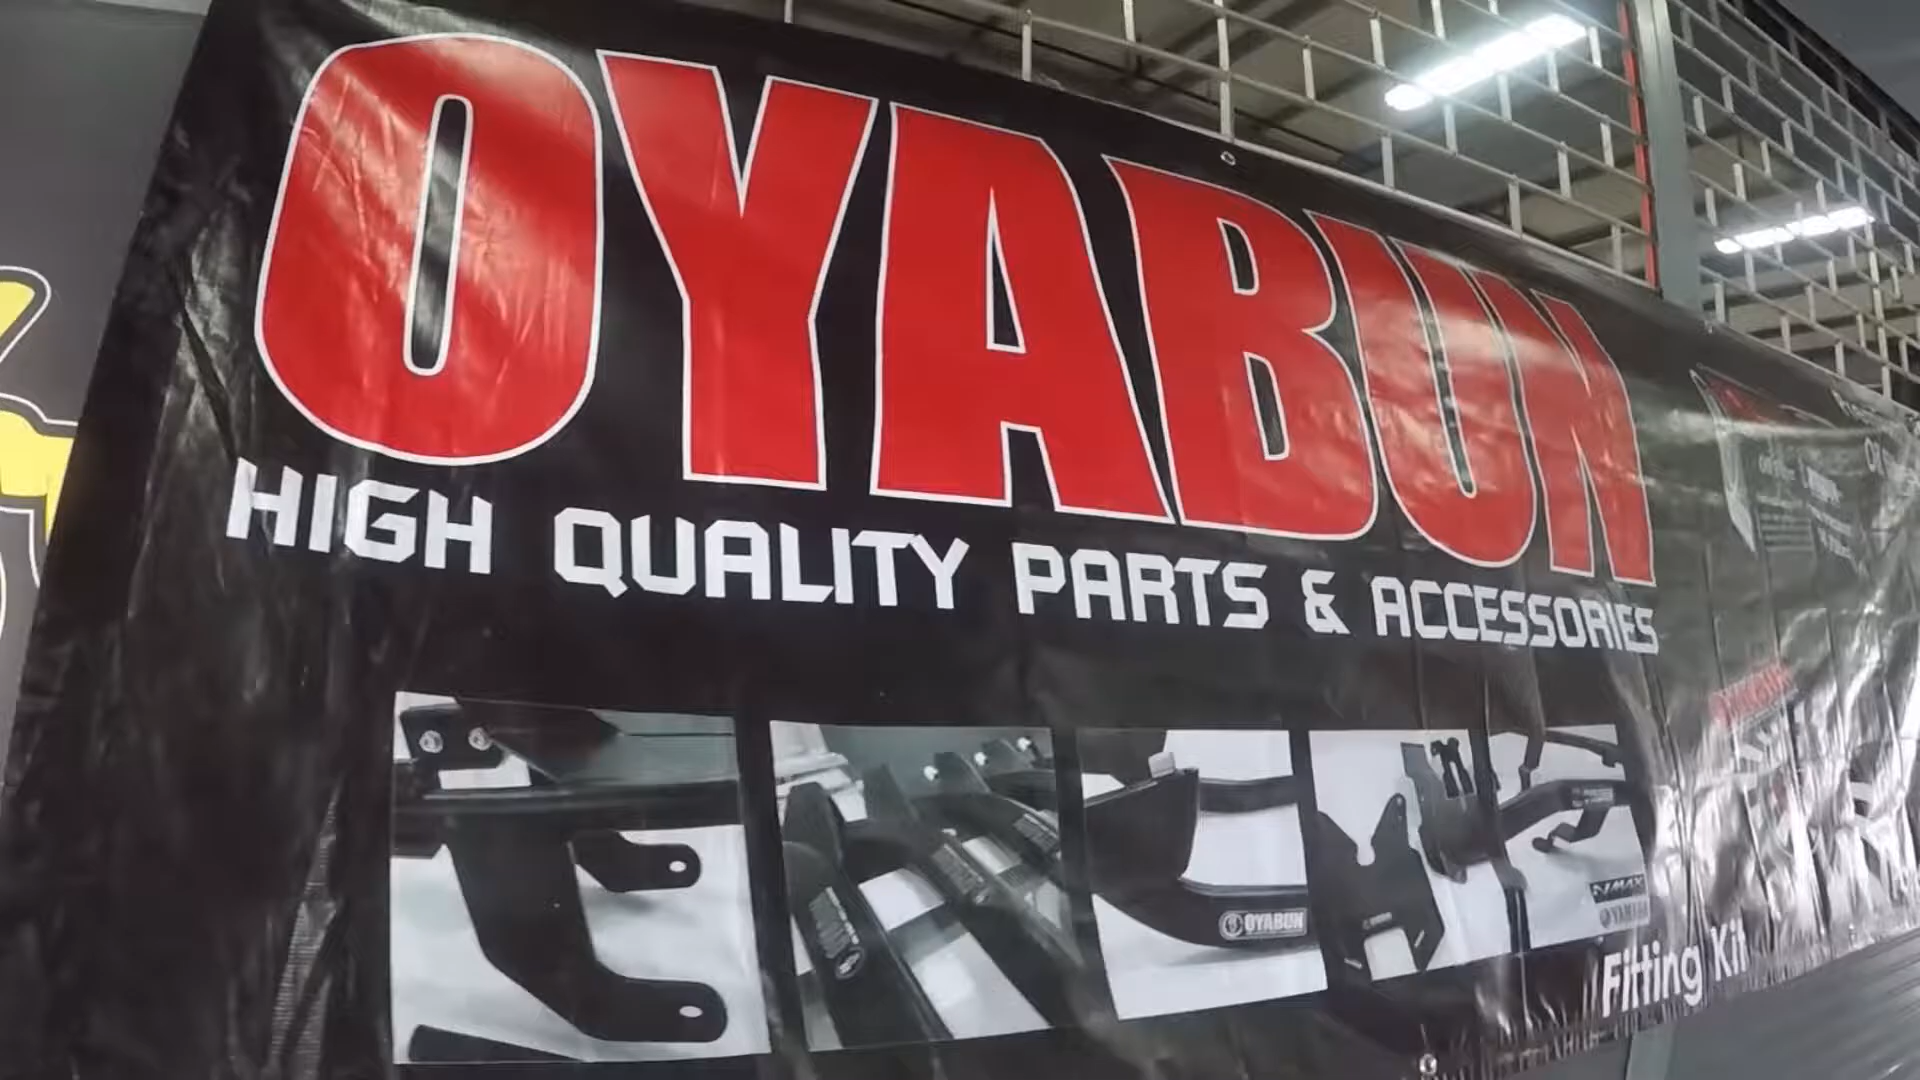 OYABUN
HIGH QUALITY PARTS & ACCESSORIES
OYABUN
NMAX
YAMAHA
Fitting Kit